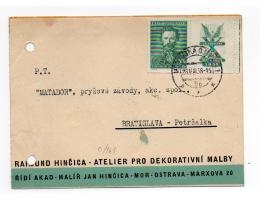 P.T.
"MATADOR", pryžové závody, akc. spol.,
BRATISLAVA - Petržalka
RAIMUND HINČICA - ATELIER PRO DEKORATIVNÍ MALBY
ŘÍDÍ AKAD - MALÍŘ JAN HINČICA - MOR - OSTRAVA - MARXOVA 20